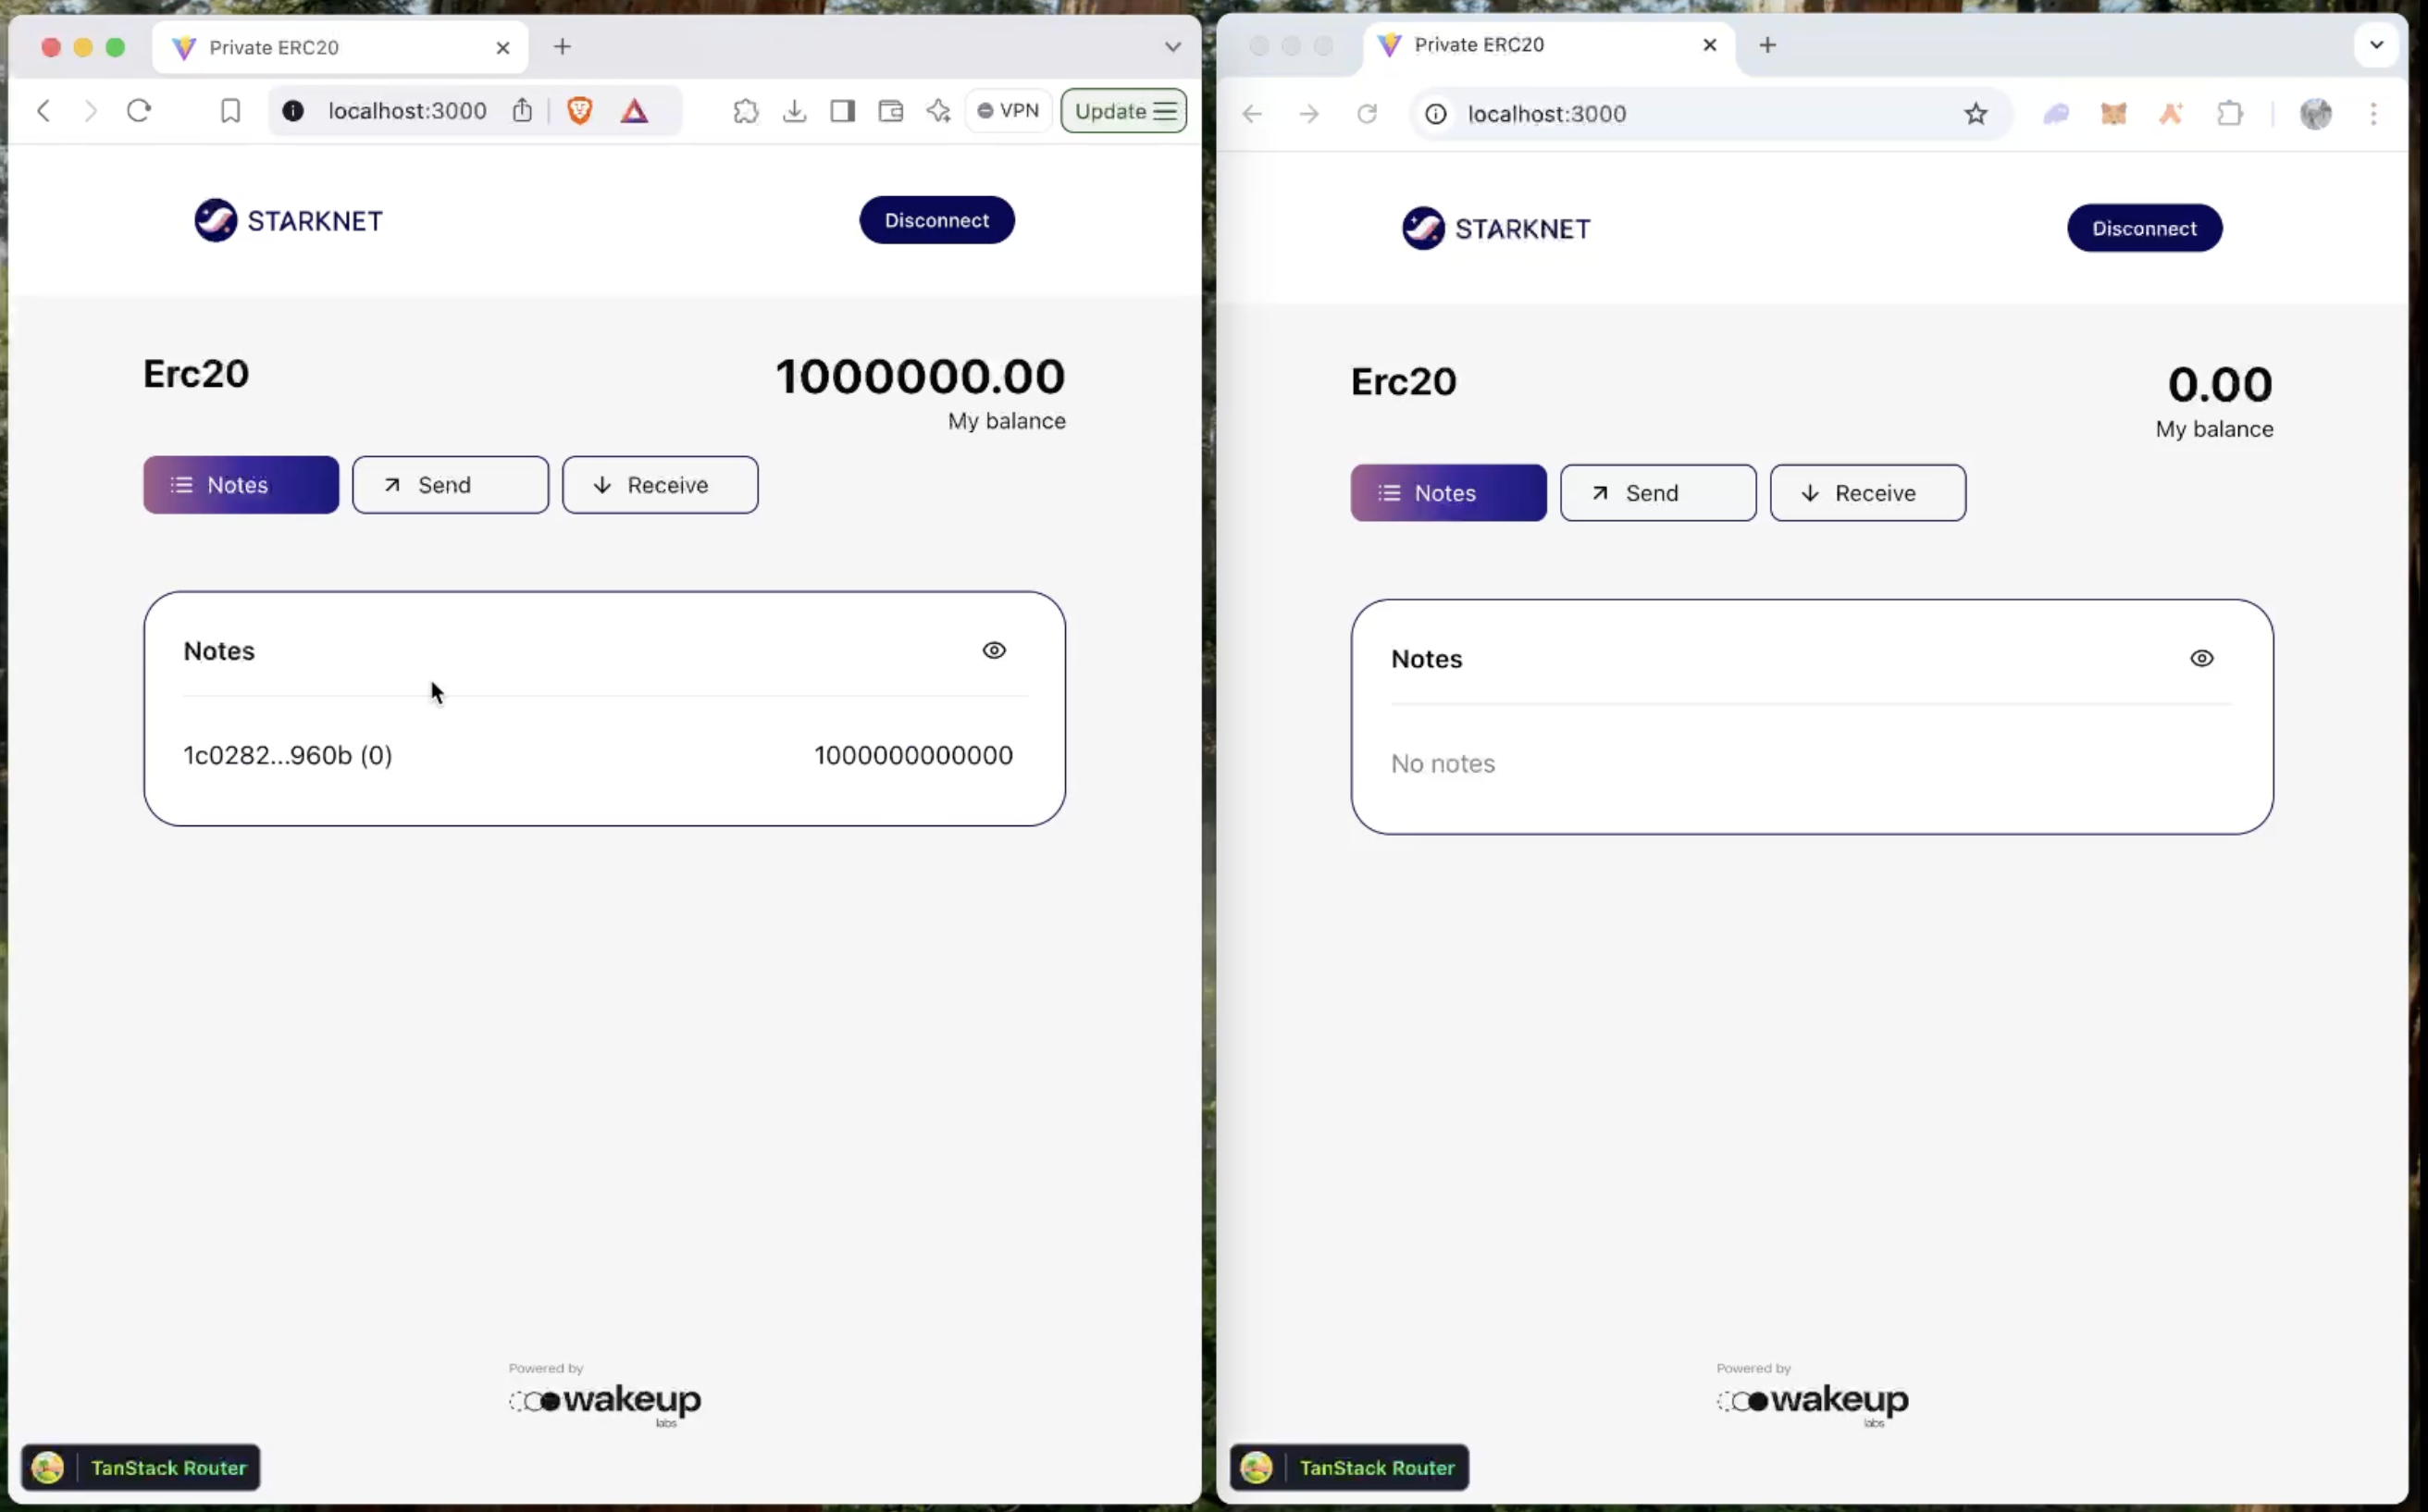 Private ERC20
localhost:3000
VPN
Update
STARKNET
Disconnect
Erc20
1000000.00
My balance
Notes
Send
Receive
Notes
1c0282...960b (0)
1000000000000
Powered by
wakeup
labs
TanStack Router
Private ERC20
localhost:3000
STARKNET
Disconnect
Erc20
0.00
My balance
Notes
Send
Receive
Notes
No notes
Powered by
wakeup
labs
TanStack Router